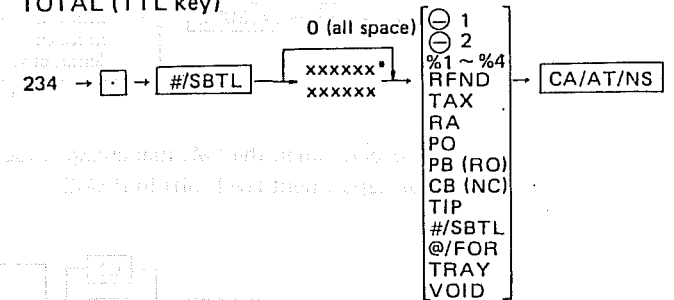 TOTAL (TTL key)
0 (all space)
234 → · → #/SBTL xxxxxx* → CA/AT/NS
xxxxxx
⊖ 1
⊖ 2
%1 ~ %4
RFND
TAX
RA
PO
PB (RO)
CB (NC)
TIP
#/SBTL
@/FOR
TRAY
VOID